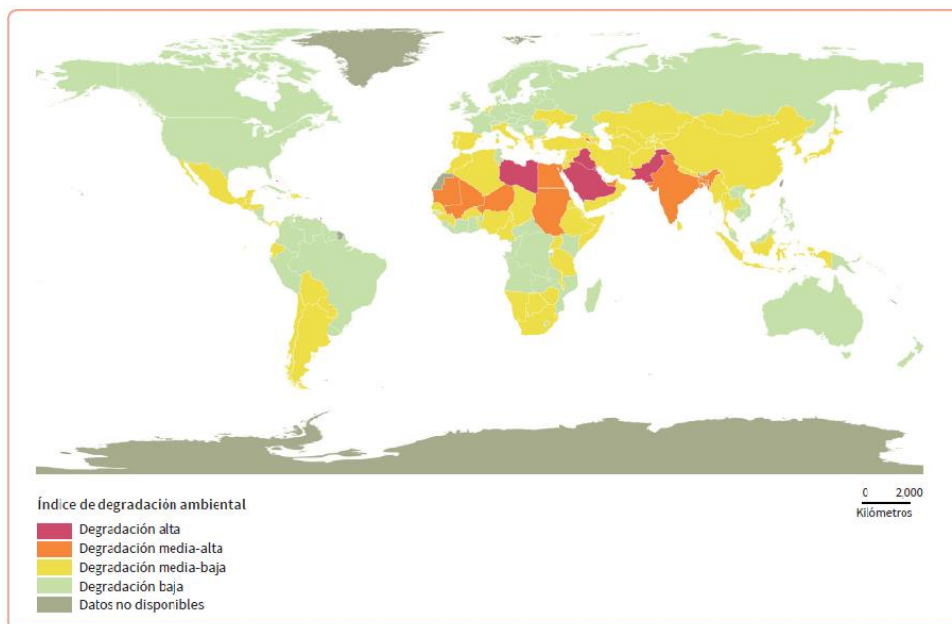 Índice de degradación ambiental
Degradación alta
Degradación media-alta
Degradación media-baja
Degradación baja
Datos no disponibles
0 2,000
Kilómetros